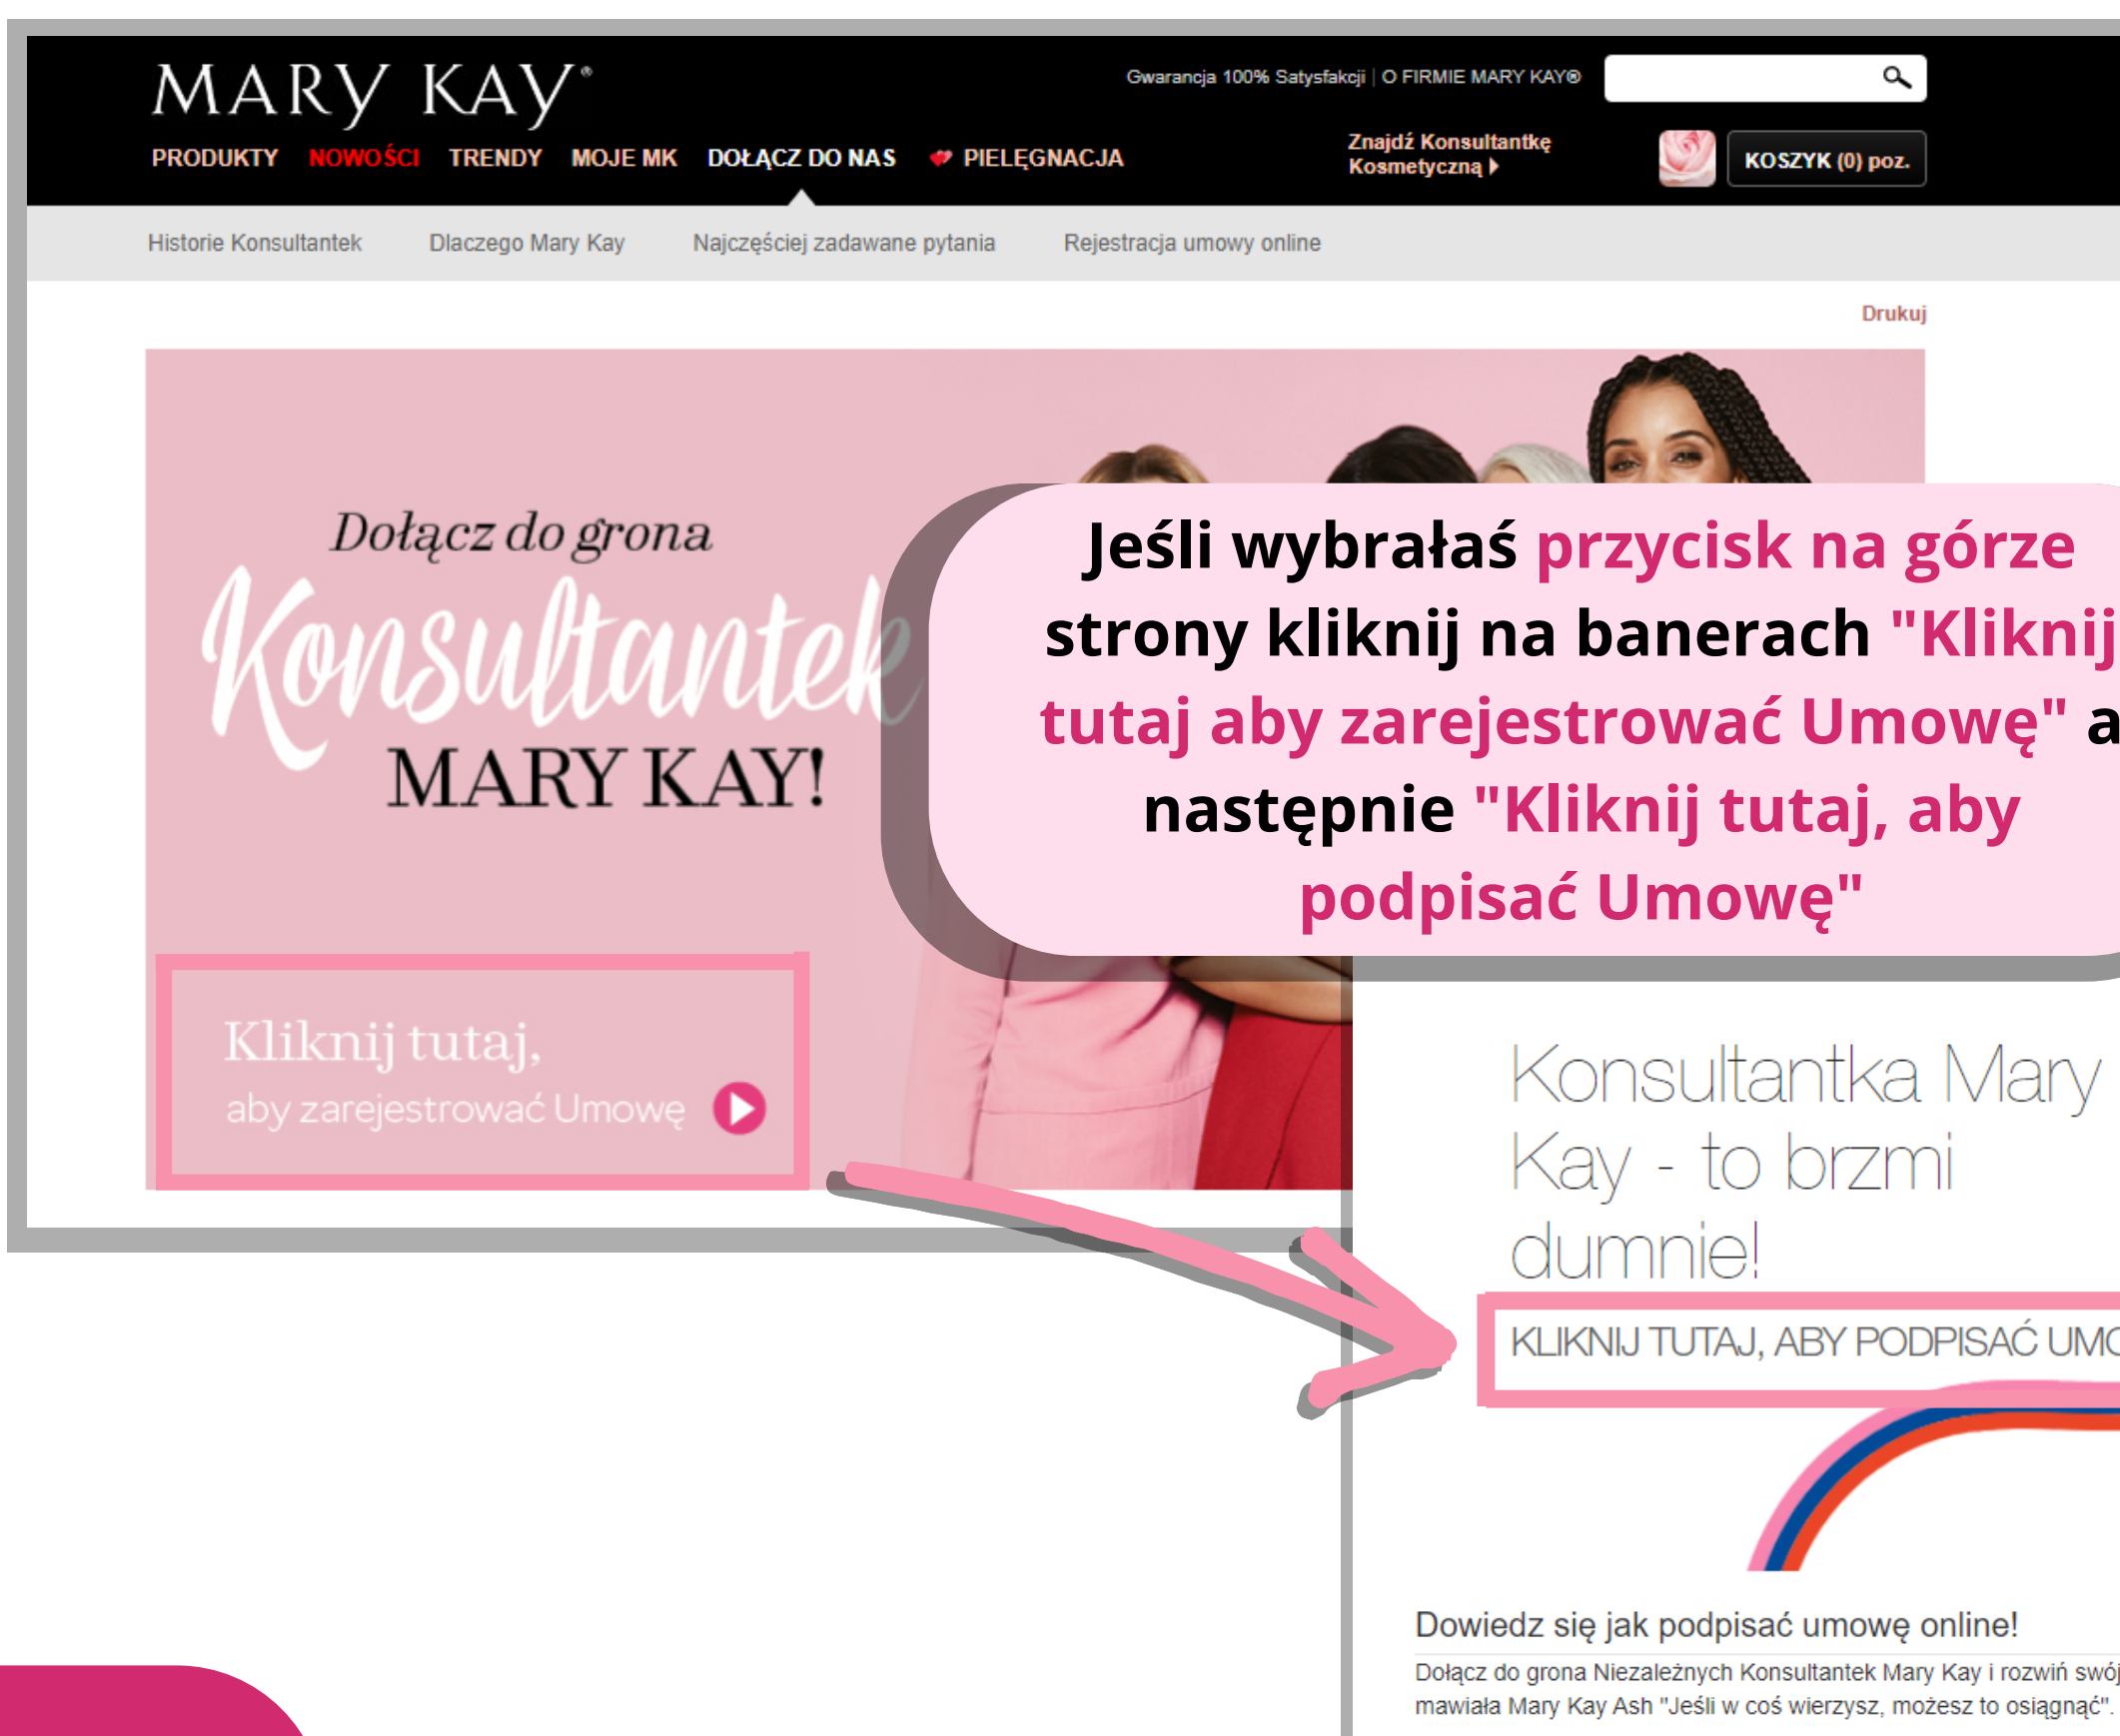 MARY KAY®
Gwarancja 100% Satysfakcji | O FIRMIE MARY KAY®
PRODUKTY NOWOŚCI TRENDY MOJE MK DOŁĄCZ DO NAS PIELĘGNACJA
Znajdź Konsultantkę
Kosmetyczną
KOSZYK (0) poz.
Historie Konsultantek Dlaczego Mary Kay Najczęściej zadawane pytania Rejestracja umowy online
Drukuj
Dołącz do grona
Konsultantek
MARY KAY!
Jeśli wybrałaś przycisk na górze
strony kliknij na banerach "Kliknij
tutaj aby zarejestrować Umowę" a
następnie "Kliknij tutaj, aby
podpisać Umowę"
Kliknij tutaj,
aby zarejestrować Umowę
Konsultantka Mary
Kay - to brzmi
dumnie!
KLIKNIJ TUTAJ, ABY PODPISAĆ
Dowiedz się jak podpisać umowę online!
Dołącz do grona Niezależnych Konsultantek Mary Kay i rozwiń swój
mawiała Mary Kay Ash "Jeśli w coś wierzysz, możesz to osiągnąć".